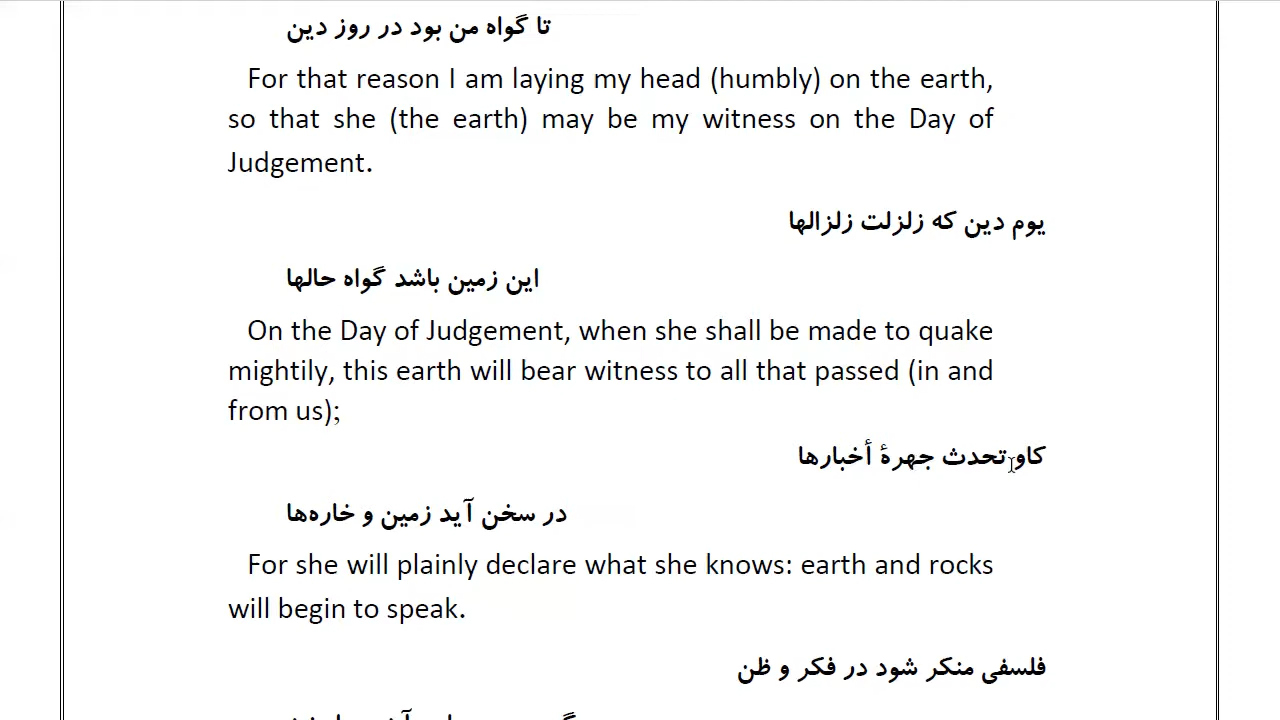 تا گواه من بود در روز دین
For that reason I am laying my head (humbly) on the earth,
so that she (the earth) may be my witness on the Day of
Judgement.
یوم دین که زلزلت زلزالها
این زمین باشد گواه حالها
On the Day of Judgement, when she shall be made to quake
mightily, this earth will bear witness to all that passed (in and
from us);
کاو تحدث جهرهٔ أخبارها
در سخن آید زمین و خاره‌ها
For she will plainly declare what she knows: earth and rocks
will begin to speak.
فلسفی منکر شود در فکر و ظن